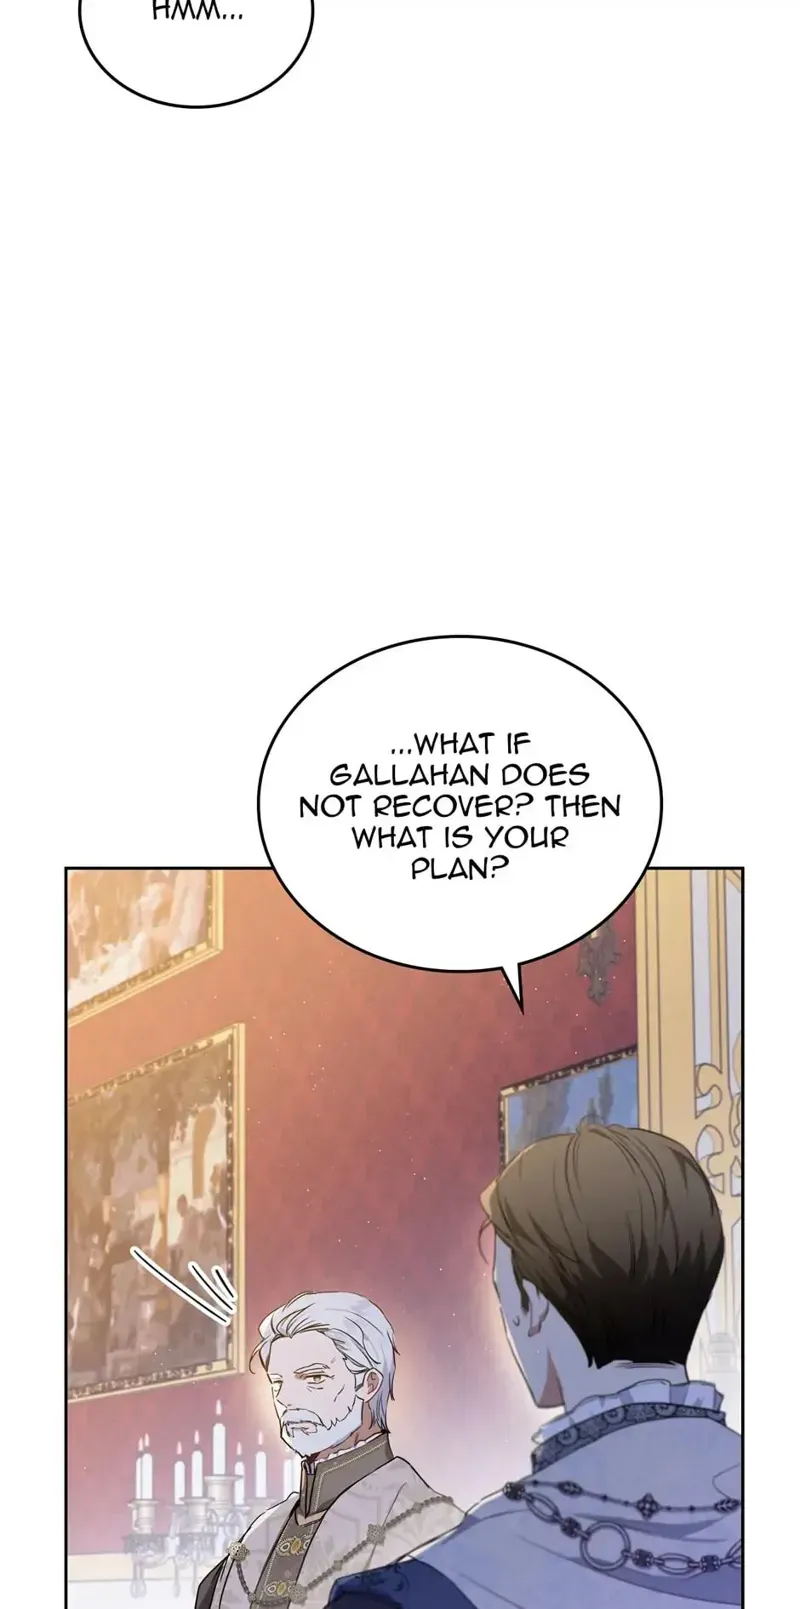 HMM...
...WHAT IF
GALLAHAN DOES
NOT RECOVER? THEN
WHAT IS YOUR
PLAN?